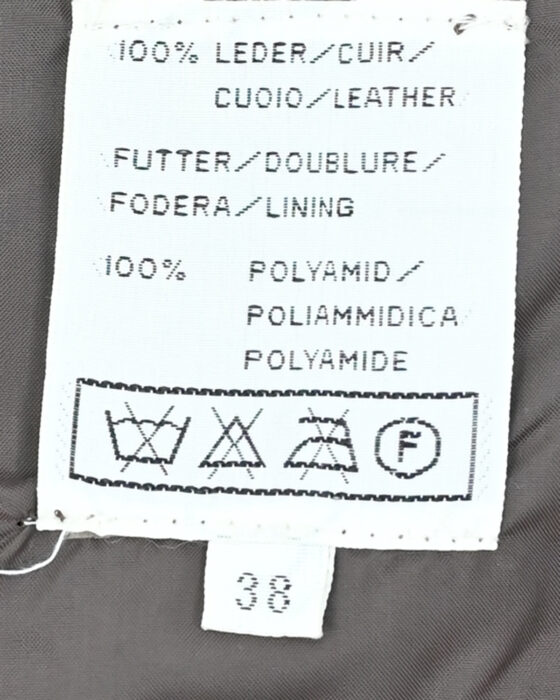 100% LEDER/CUIR/
CUOIO/LEATHER
FUTTER/DOUBLURE/
FODERA/LINING
100% POLYAMID/
POLIAMMIDICA
POLYAMIDE
F
38